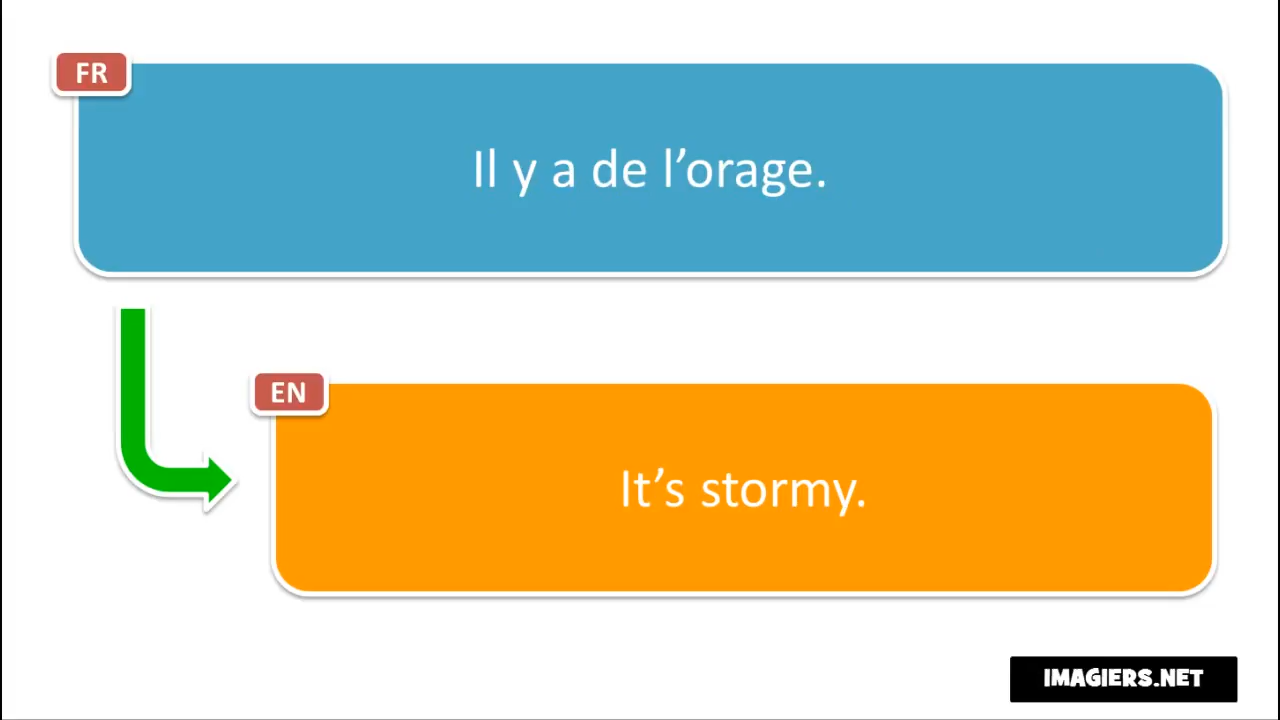 FR
Il y a de l’orage.
EN
It’s stormy.
IMAGIERS.NET